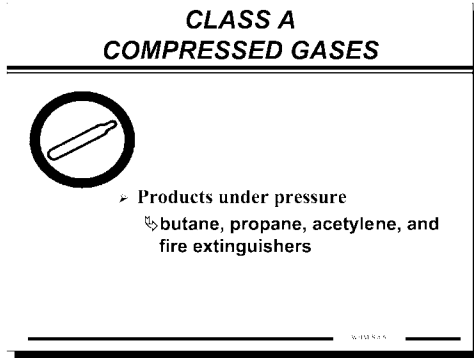 CLASS A
COMPRESSED GASES
Products under pressure
butane, propane, acetylene, and
fire extinguishers